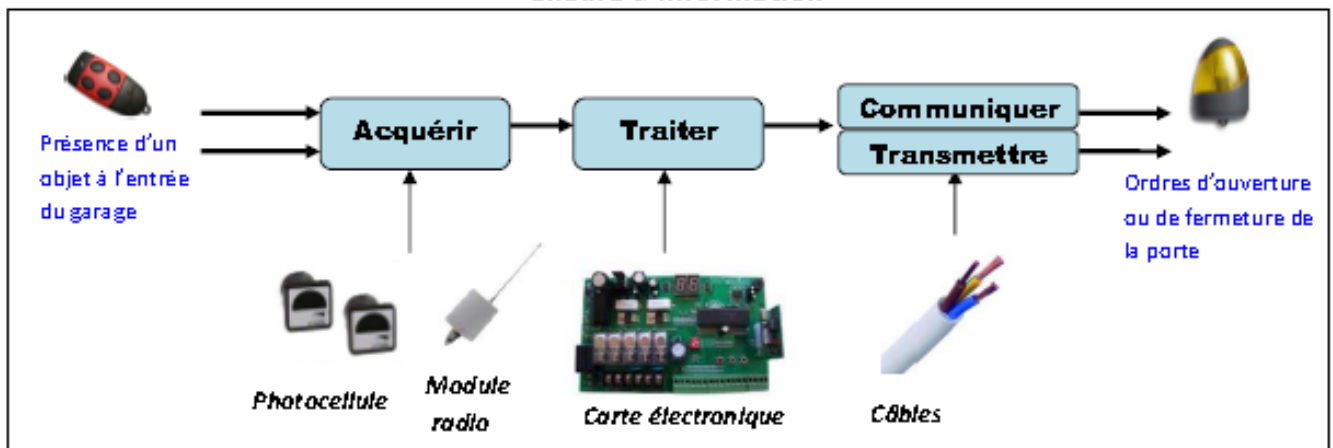 Acquérir
Traiter
Communiquer
Transmettre
Présence d'un
objet à l'entrée
du garage
Ordres d'ouverture
ou de fermeture de
la porte
Photocellule
Module
radio
Carte électronique
Câbles